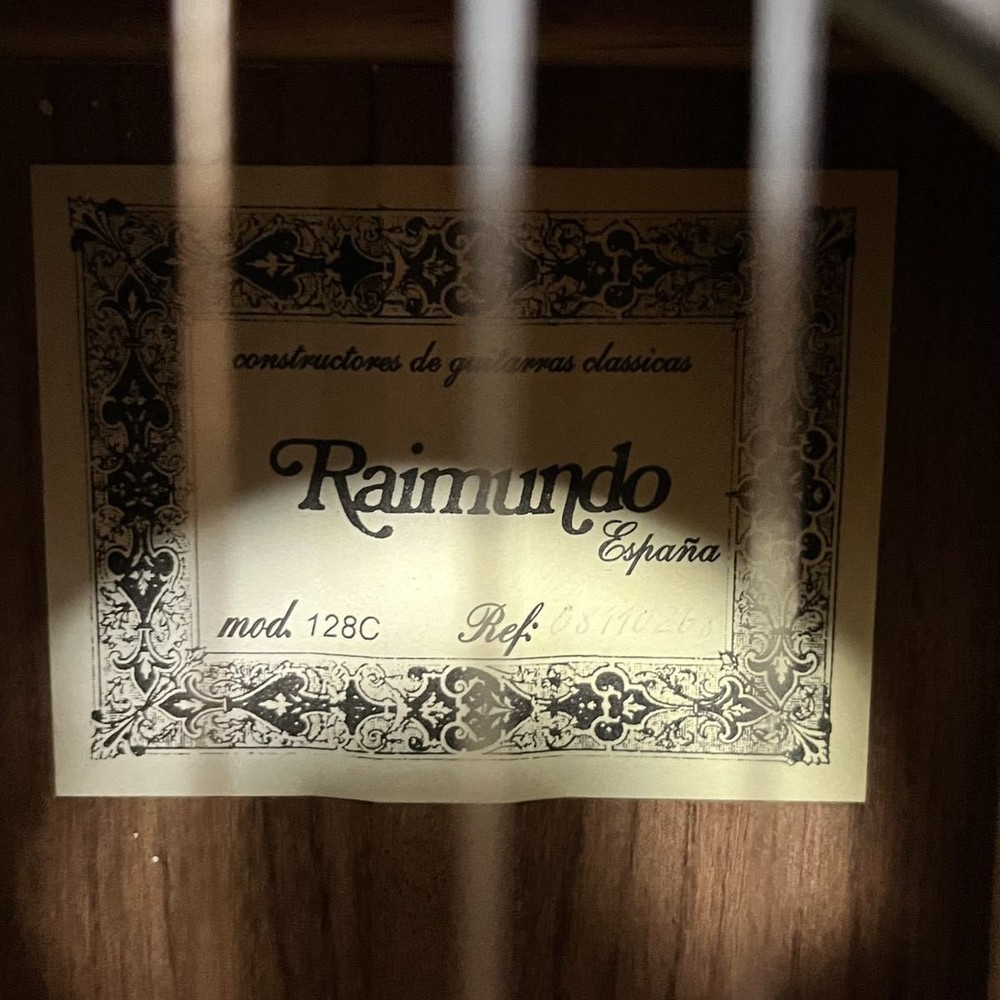 constructores de guitarras classicas
Raimundo
España
mod. 128C Ref: